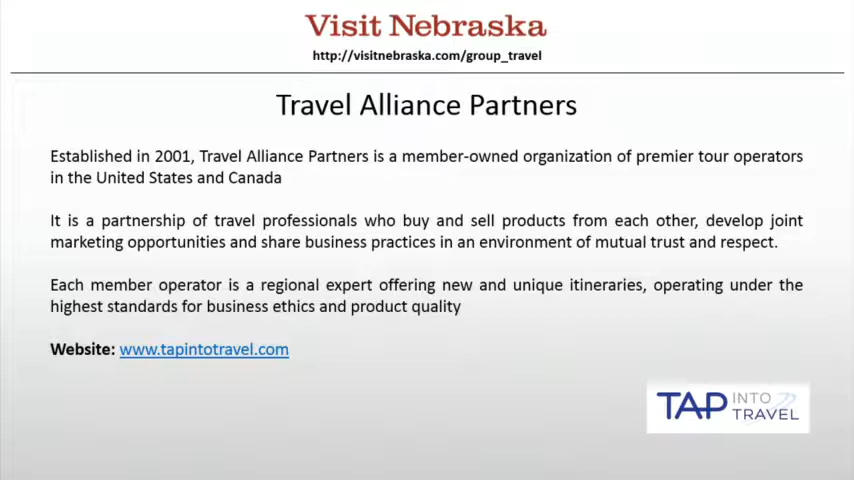 Visit Nebraska
http://visitnebraska.com/group_travel
Travel Alliance Partners
Established in 2001, Travel Alliance Partners is a member-owned organization of premier tour operators
in the United States and Canada
It is a partnership of travel professionals who buy and sell products from each other, develop joint
marketing opportunities and share business practices in an environment of mutual trust and respect.
Each member operator is a regional expert offering new and unique itineraries, operating under the
highest standards for business ethics and product quality
Website: www.tapintotravel.com
TAP INTO
TRAVEL